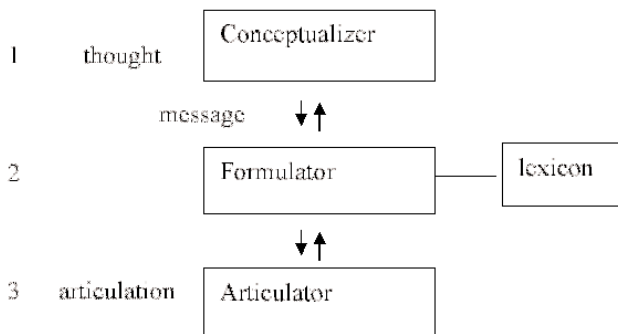 Conceptualizer
1 thought
message
2 Formulator lexicon
3 articulation Articulator